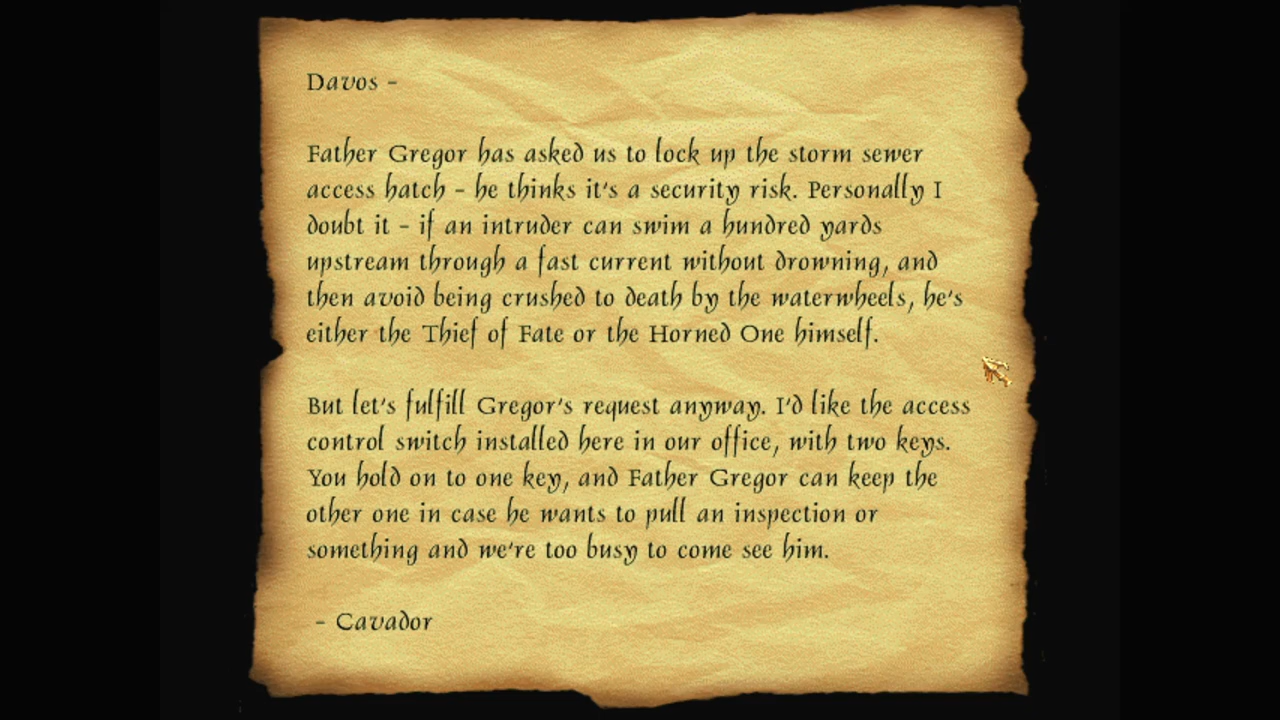 Davos -
Father Gregor has asked us to lock up the storm sewer
access hatch - he thinks it's a security risk. Personally I
doubt it - if an intruder can swim a hundred yards
upstream through a fast current without drowning, and
then avoid being crushed to death by the waterwheels, he's
either the Thief of Fate or the Horned One himself.
But let's fulfill Gregor's request anyway. I'd like the access
control switch installed here in our office, with two keys.
You hold on to one key, and Father Gregor can keep the
other one in case he wants to pull an inspection or
something and we're too busy to come see him.
- Cavador